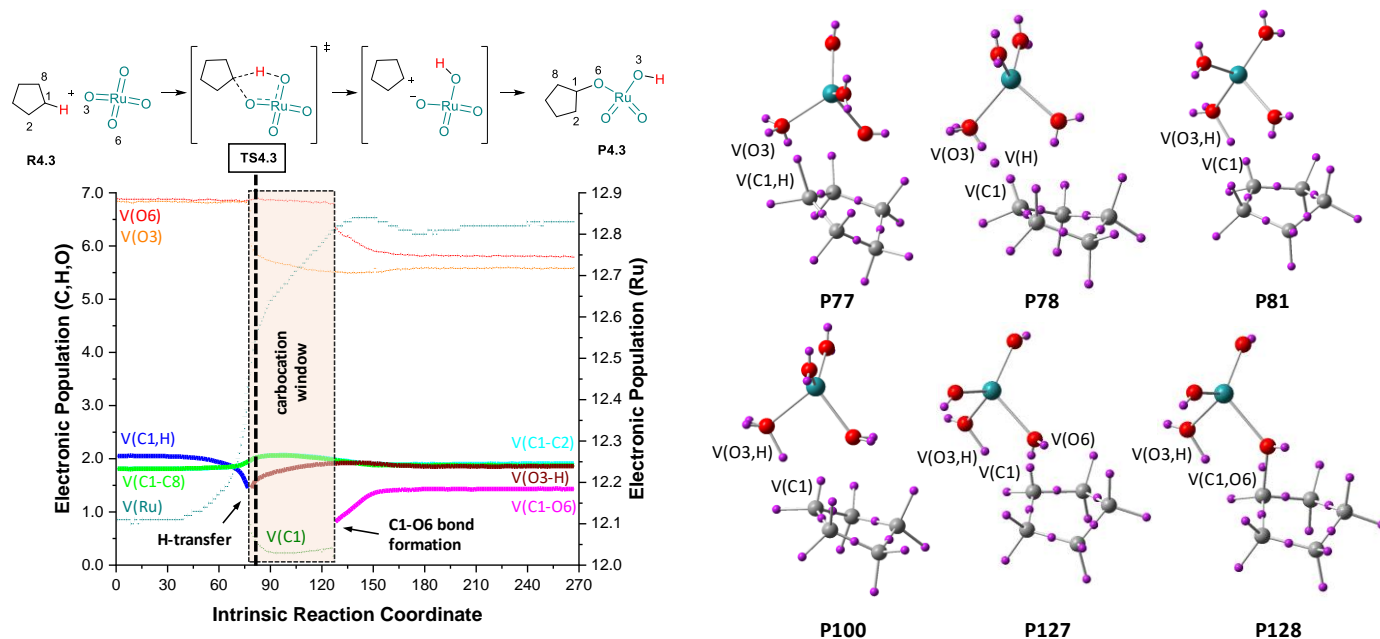 8
1
H
3
2
+
O
O
Ru
O
O
6
R4.3
H
O
O
Ru
O
O
‡
TS4.3
+
−
HO
O
Ru
O
O
8
1
2
6
O
3
O
H
Ru
O
O
P4.3
Electronic Population (C,H,O)
7.0
6.0
5.0
4.0
3.0
2.0
1.0
0.0
V(O6)
V(O3)
V(C1,H)
V(C1-C8)
V(Ru)
H-transfer
carbocation
window
V(C1)
C1-O6 bond
formation
V(C1-C2)
V(O3-H)
V(C1-O6)
12.9
12.8
12.7
12.6
12.5
12.4
12.3
12.2
12.1
12.0
Electronic Population (Ru)
0 30 60 90 120 150 180 210 240 270
Intrinsic Reaction Coordinate
V(O3)
V(C1,H)
P77
V(O3)
V(H)
V(C1)
P78
V(O3,H)
V(C1)
P81
V(O3,H)
V(C1)
P100
V(O6)
V(O3,H)
V(C1)
P127
V(O3,H)
V(C1,O6)
P128